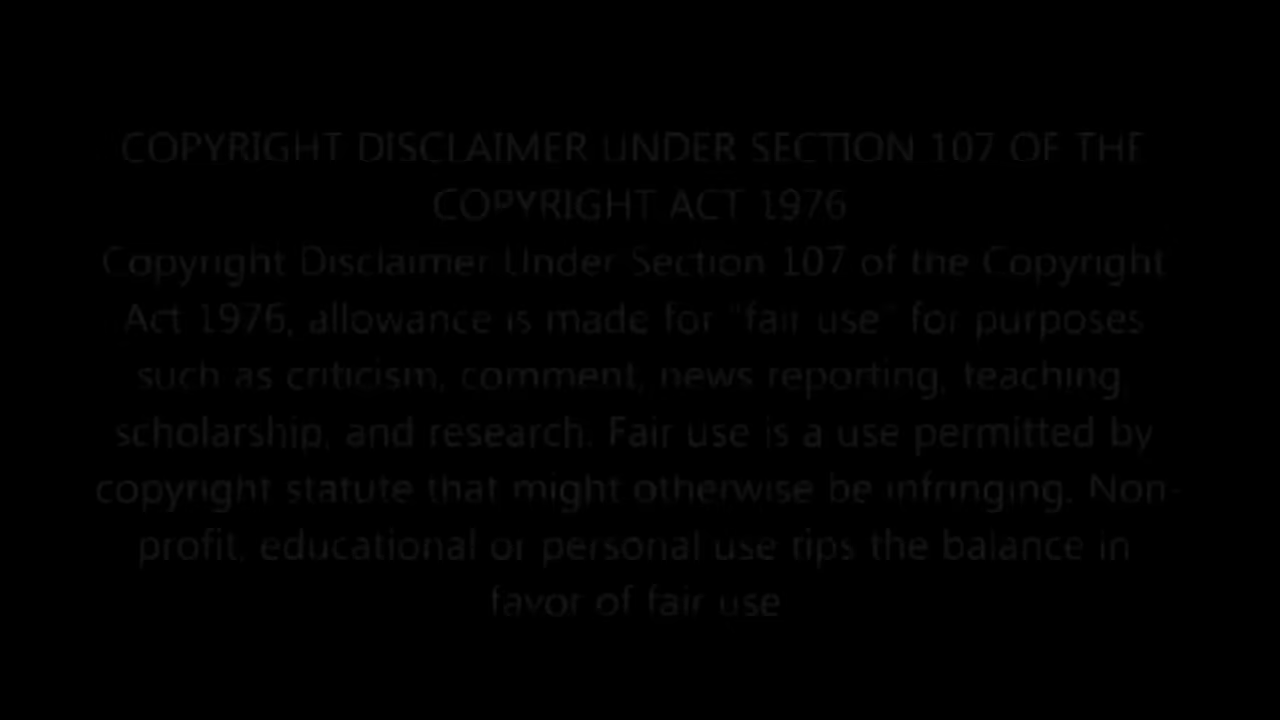 COPYRIGHT DISCLAIMER UNDER SECTION 107 OF THE
COPYRIGHT ACT 1976
Copyright Disclaimer Under Section 107 of the Copyright
Act 1976, allowance is made for "fair use" for purposes
such as criticism, comment, news reporting, teaching,
scholarship, and research. Fair use is a use permitted by
copyright statute that might otherwise be infringing. Non-
profit, educational or personal use rips the balance in
favor of fair use